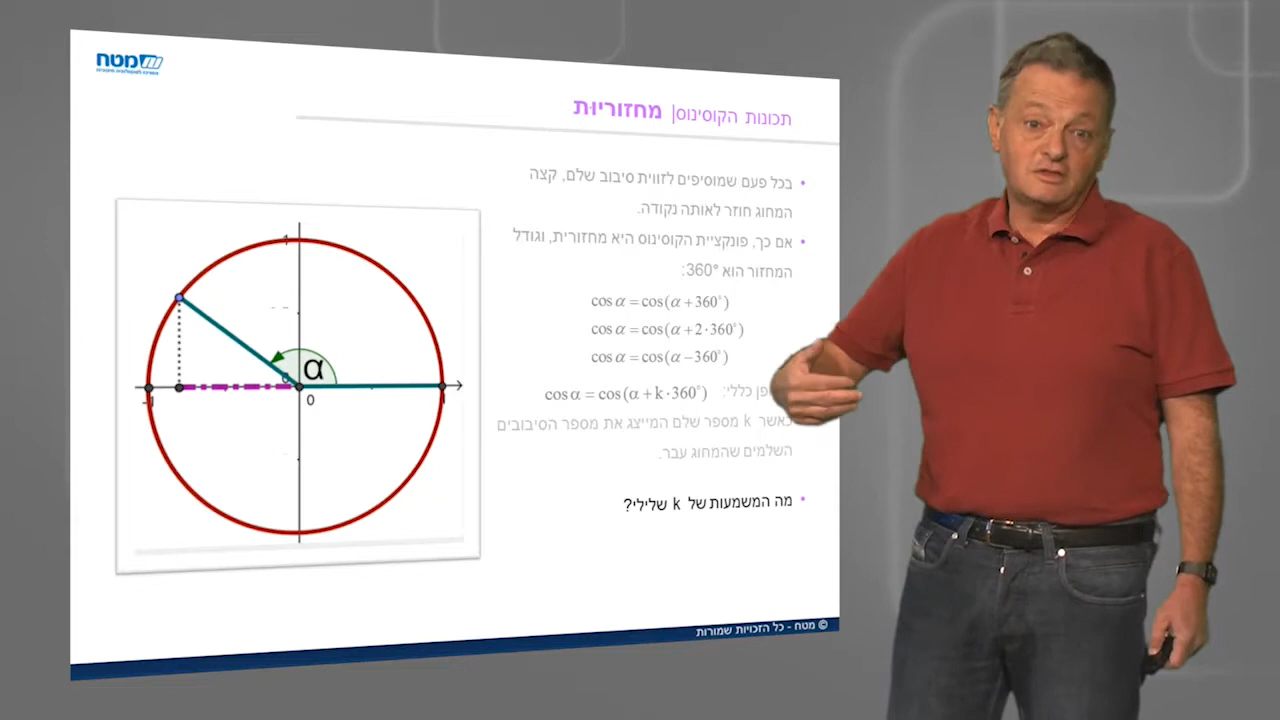 מטח
תכונות הקוסינוס| מחזוריוּת
• בכל פעם שמוסיפים לזווית סיבוב שלם, קצה
המחוג חוזר לאותה נקודה.
• אם כך, פונקציית הקוסינוס היא מחזורית, וגודל
המחזור הוא 360°:
cos α = cos(α + 360°)
cos α = cos(α + 2·360°)
cos α = cos(α − 360°)
כללי: cos α = cos(α + k·360°)
כאשר k מספר שלם המייצג את מספר הסיבובים
השלמים שהמחוג עבר.
• מה המשמעות של k שלילי?
1
α
-1
0
1
© מטח - כל הזכויות שמורות